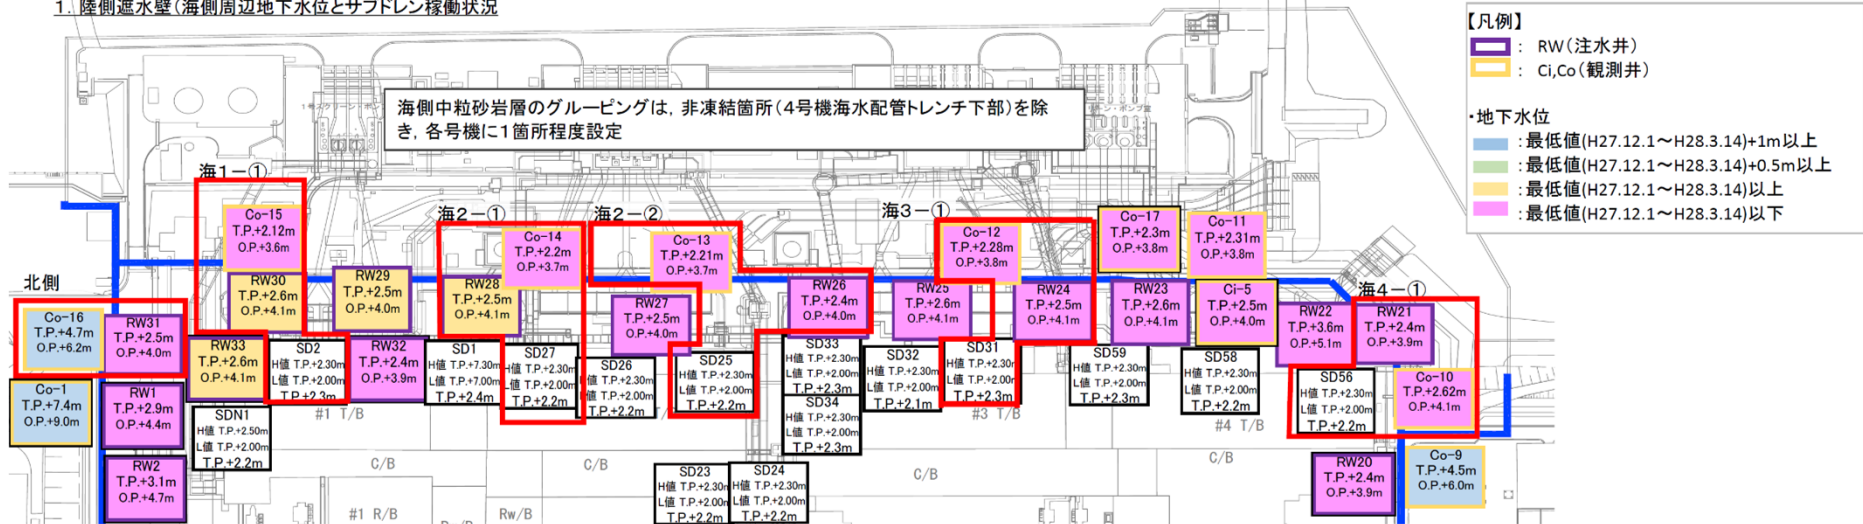 1. 陸側遮水壁(海側周辺地下水位とサブドレン稼働状況
【凡例】
: RW(注水井)
: Ci,Co(観測井)
・地下水位
:最低値(H27.12.1～H28.3.14)+1m以上
:最低値(H27.12.1～H28.3.14)+0.5m以上
:最低値(H27.12.1～H28.3.14)以上
:最低値(H27.12.1～H28.3.14)以下
海側中粒砂岩層のグルーピングは, 非凍結箇所(4号機海水配管トレンチ下部)を除
き, 各号機に1箇所程度設定
海1-①
海2-①
海2-②
海3-①
海4-①
北側
Co-15
T.P.+2.12m
O.P.+3.6m
Co-14
T.P.+2.2m
O.P.+3.7m
Co-13
T.P.+2.21m
O.P.+3.7m
Co-12
T.P.+2.28m
O.P.+3.8m
Co-17
T.P.+2.3m
O.P.+3.8m
Co-11
T.P.+2.31m
O.P.+3.8m
Co-16
T.P.+4.7m
O.P.+6.2m
RW31
T.P.+2.5m
O.P.+4.0m
RW30
T.P.+2.6m
O.P.+4.1m
RW29
T.P.+2.5m
O.P.+4.0m
RW28
T.P.+2.5m
O.P.+4.1m
RW27
T.P.+2.5m
O.P.+4.0m
RW26
T.P.+2.4m
O.P.+4.0m
RW25
T.P.+2.6m
O.P.+4.1m
RW24
T.P.+2.5m
O.P.+4.1m
RW23
T.P.+2.6m
O.P.+4.1m
Ci-5
T.P.+2.5m
O.P.+4.0m
RW22
T.P.+3.6m
O.P.+5.1m
RW21
T.P.+2.4m
O.P.+3.9m
Co-1
T.P.+7.4m
O.P.+9.0m
RW1
T.P.+2.9m
O.P.+4.4m
RW33
T.P.+2.6m
O.P.+4.1m
SD2
H値 T.P.+2.30m
L値 T.P.+2.00m
T.P.+2.3m
RW32
T.P.+2.4m
O.P.+3.9m
SD1
H値 T.P.+7.30m
L値 T.P.+7.00m
T.P.+2.4m
SD27
H値 T.P.+2.30m
L値 T.P.+2.00m
T.P.+2.2m
SD26
H値 T.P.+2.30m
L値 T.P.+2.00m
T.P.+2.2m
SD25
H値 T.P.+2.30m
L値 T.P.+2.00m
T.P.+2.2m
SD33
H値 T.P.+2.30m
L値 T.P.+2.00m
T.P.+2.3m
SD34
H値 T.P.+2.30m
L値 T.P.+2.00m
T.P.+2.3m
SD32
H値 T.P.+2.30m
L値 T.P.+2.00m
T.P.+2.1m
SD31
H値 T.P.+2.30m
L値 T.P.+2.00m
T.P.+2.3m
SD59
H値 T.P.+2.30m
L値 T.P.+2.00m
T.P.+2.3m
SD58
H値 T.P.+2.30m
L値 T.P.+2.00m
T.P.+2.2m
SD56
H値 T.P.+2.30m
L値 T.P.+2.00m
T.P.+2.2m
Co-10
T.P.+2.62m
O.P.+4.1m
SDN1
H値 T.P.+2.50m
L値 T.P.+2.00m
T.P.+2.2m
#1 T/B
#3 T/B
#4 T/B
RW2
T.P.+3.1m
O.P.+4.7m
C/B
C/B
C/B
C/B
SD23
H値 T.P.+2.30m
L値 T.P.+2.00m
T.P.+2.2m
SD24
H値 T.P.+2.30m
L値 T.P.+2.00m
T.P.+2.2m
RW20
T.P.+2.4m
O.P.+3.9m
Co-9
T.P.+4.5m
O.P.+6.0m
#1 R/B
Rw/B